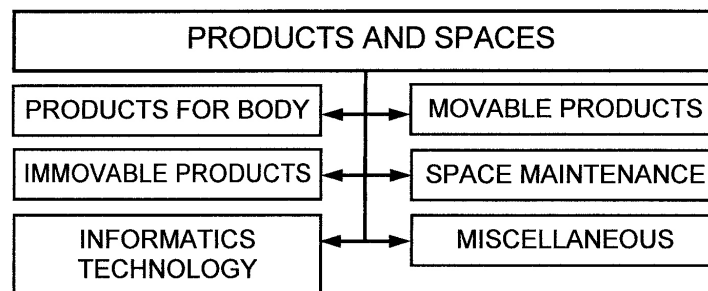 PRODUCTS AND SPACES
PRODUCTS FOR BODY
MOVABLE PRODUCTS
IMMOVABLE PRODUCTS
SPACE MAINTENANCE
INFORMATICS
TECHNOLOGY
MISCELLANEOUS